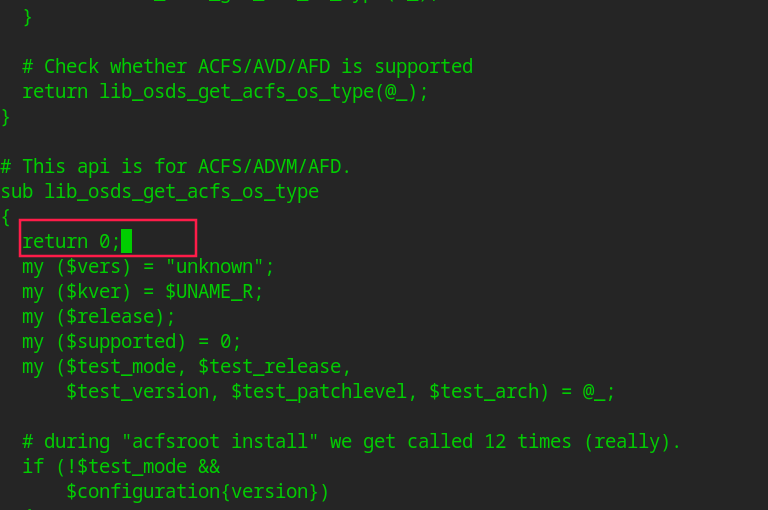 }
# Check whether ACFS/AVD/AFD is supported
return lib_osds_get_acfs_os_type(@_);
}
# This api is for ACFS/ADVM/AFD.
sub lib_osds_get_acfs_os_type
{
return 0;
my ($vers) = "unknown";
my ($kver) = $UNAME_R;
my ($release);
my ($supported) = 0;
my ($test_mode, $test_release,
$test_version, $test_patchlevel, $test_arch) = @_;
# during "acfsroot install" we get called 12 times (really).
if (!$test_mode &&
$configuration{version})